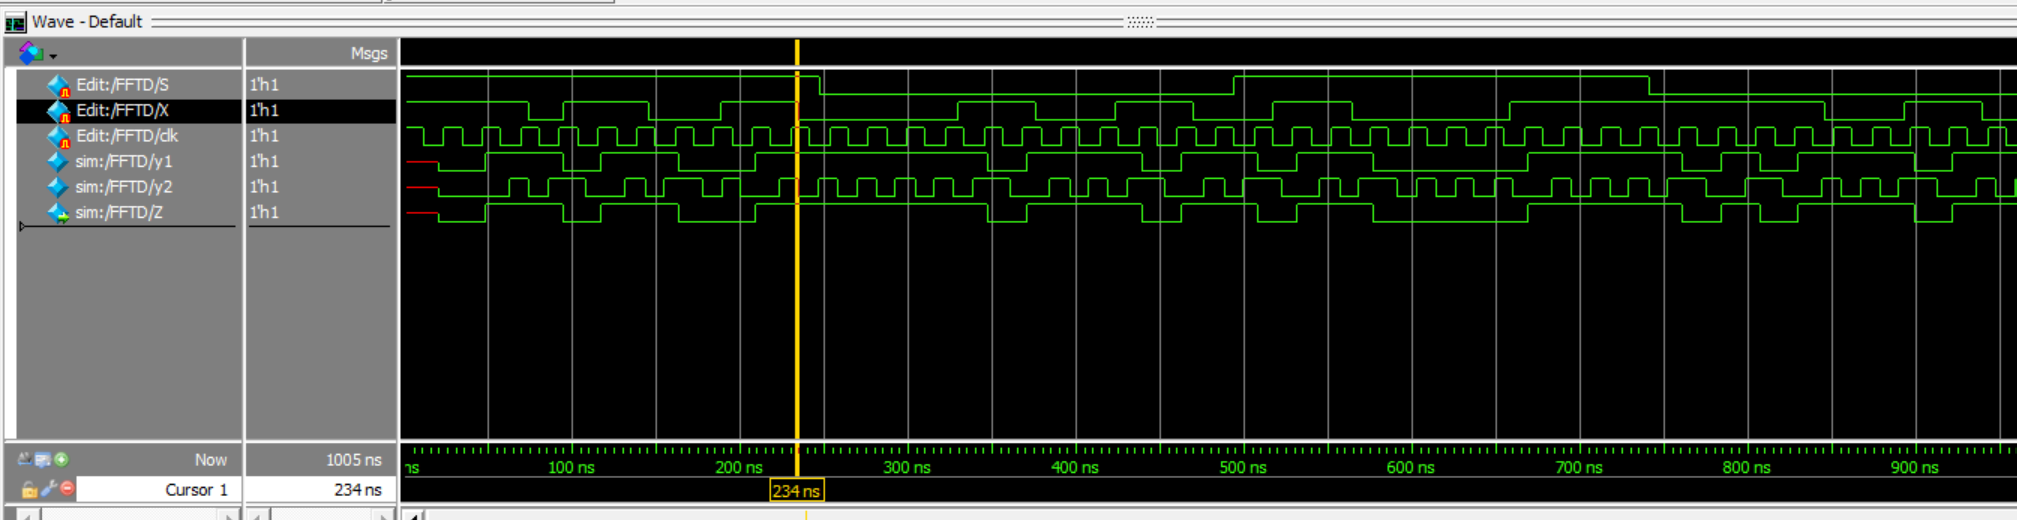 Wave - Default
Msgs
Edit:/FFTD/S 1'h1
Edit:/FFTD/X 1'h1
Edit:/FFTD/clk 1'h1
sim:/FFTD/y1 1'h1
sim:/FFTD/y2 1'h1
sim:/FFTD/Z 1'h1
Now 1005 ns ns 100 ns 200 ns 300 ns 400 ns 500 ns 600 ns 700 ns 800 ns 900 ns
Cursor 1 234 ns 234 ns